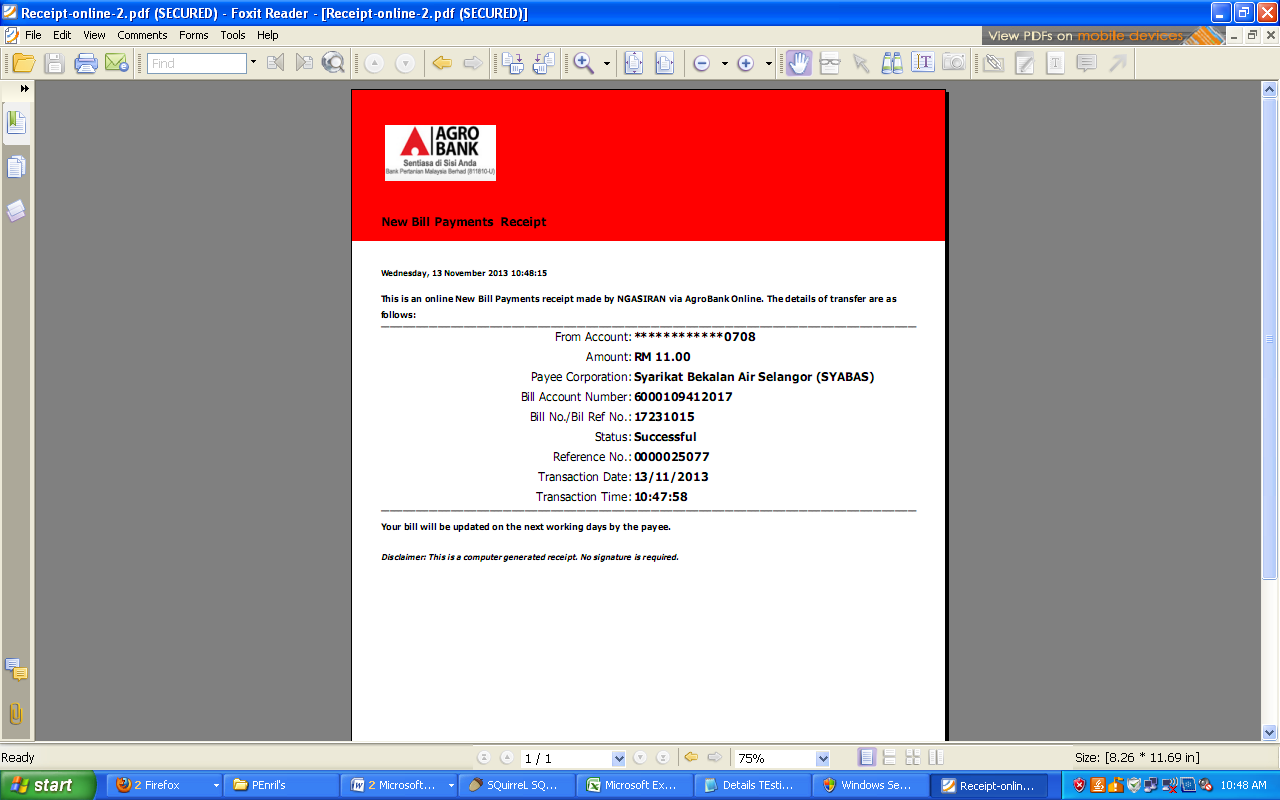 Receipt-online-2.pdf (SECURED) - Foxit Reader - [Receipt-online-2.pdf (SECURED)]
File Edit View Comments Forms Tools Help
View PDFs on mobile devices
Find
AGRO
BANK
Sentiasa di Sisi Anda
Bank Pertanian Malaysia Berhad (811810-U)
New Bill Payments Receipt
Wednesday, 13 November 2013 10:48:15
This is an online New Bill Payments receipt made by NGASIRAN via AgroBank Online. The details of transfer are as
follows:
From Account: ************0708
Amount: RM 11.00
Payee Corporation: Syarikat Bekalan Air Selangor (SYABAS)
Bill Account Number: 6000109412017
Bill No./Bil Ref No.: 17231015
Status: Successful
Reference No.: 0000025077
Transaction Date: 13/11/2013
Transaction Time: 10:47:58
Your bill will be updated on the next working days by the payee.
Disclaimer: This is a computer generated receipt. No signature is required.
Ready
1 / 1
75%
Size: [8.26 * 11.69 in]
start
2 Firefox
PEnril's
2 Microsoft...
SQuirreL SQ...
Microsoft Ex...
Details TEsti...
Windows Se...
Receipt-onlin...
10:48 AM